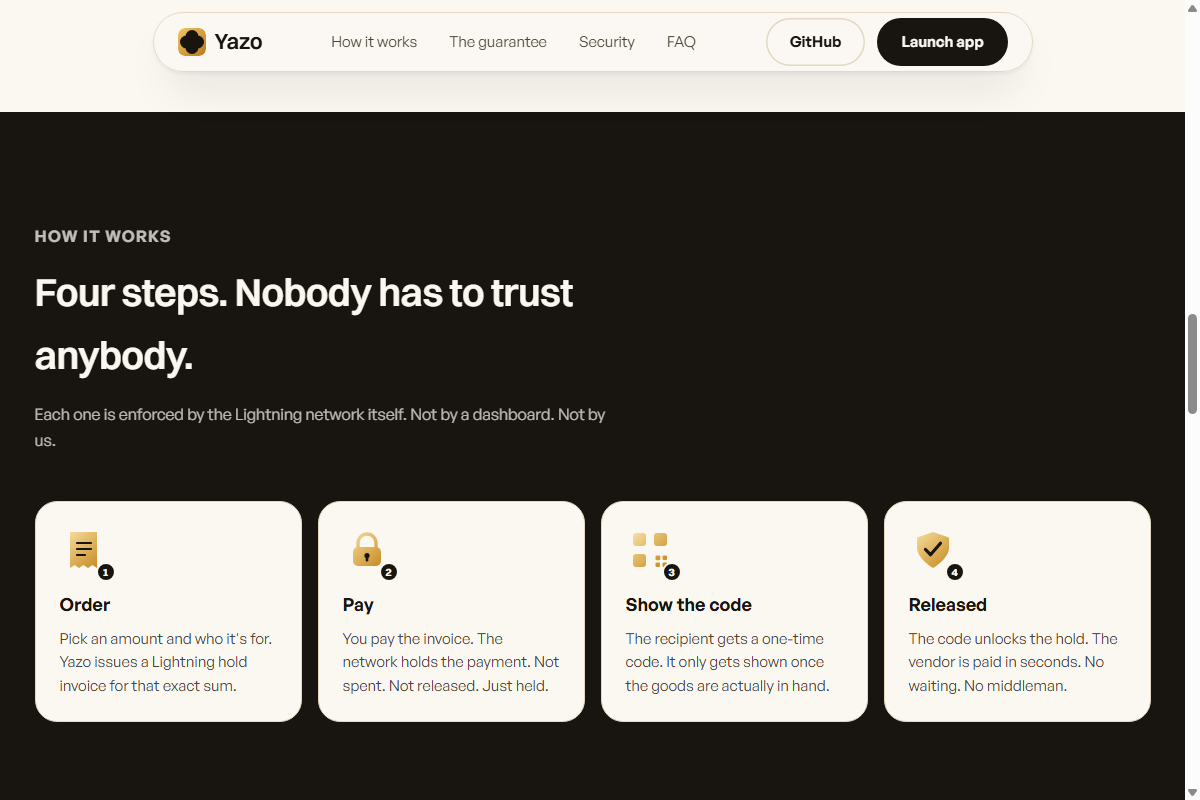 Yazo
How it works
The guarantee
Security
FAQ
GitHub
Launch app
HOW IT WORKS
Four steps. Nobody has to trust
anybody.
Each one is enforced by the Lightning network itself. Not by a dashboard. Not by
us.
1
Order
Pick an amount and who it's for.
Yazo issues a Lightning hold
invoice for that exact sum.
2
Pay
You pay the invoice. The
network holds the payment. Not
spent. Not released. Just held.
3
Show the code
The recipient gets a one-time
code. It only gets shown once
the goods are actually in hand.
4
Released
The code unlocks the hold. The
vendor is paid in seconds. No
waiting. No middleman.